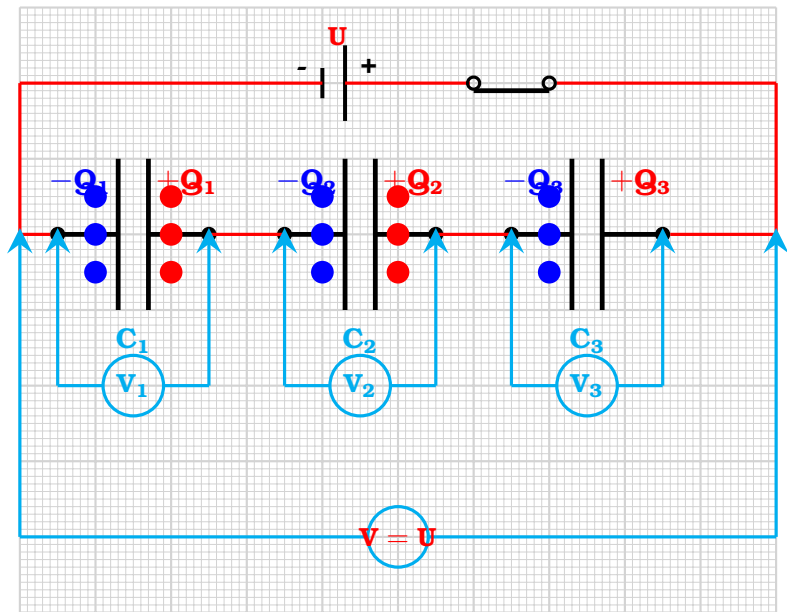 U
- +
−Q₁ +Q₁ −Q₂ +Q₂ −Q₃ +Q₃
C₁ C₂ C₃
V₁ V₂ V₃
V = U